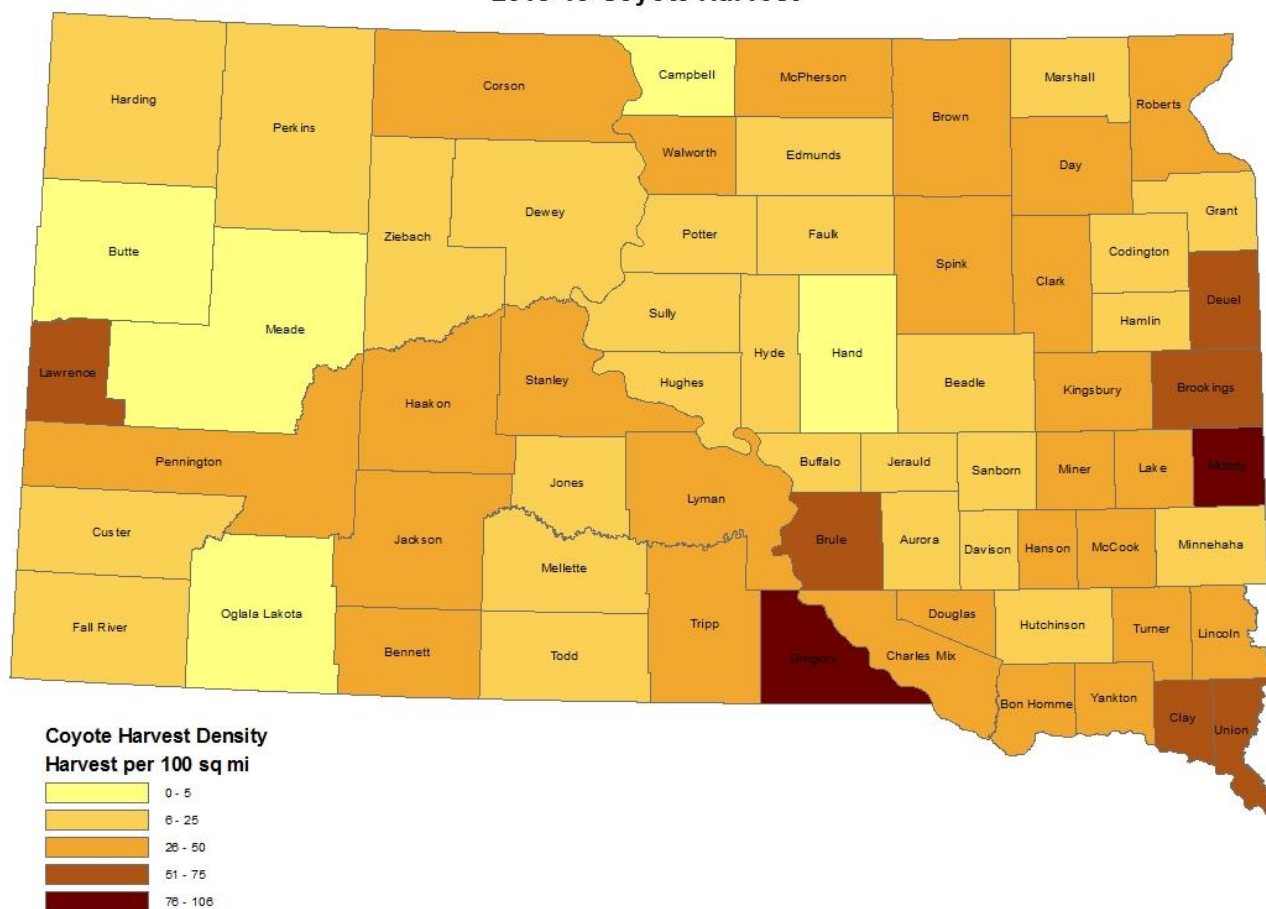 Coyote Harvest
Campbell
McPherson
Marshall
Corson
Harding
Roberts
Perkins
Brown
Walworth
Edmunds
Day
Dewey
Grant
Ziebach
Potter
Faulk
Butte
Codington
Spink
Clark
Deuel
Sully
Hamlin
Meade
Hyde
Hand
Lawrence
Stanley
Hughes
Beadle
Kingsbury
Brookings
Haakon
Pennington
Buffalo
Jerauld
Sanborn
Miner
Lake
Moody
Jones
Lyman
Custer
Jackson
Brule
Aurora
Davison
Hanson
McCook
Minnehaha
Mellette
Oglala Lakota
Fall River
Douglas
Hutchinson
Tripp
Turner
Lincoln
Bennett
Todd
Gregory
Charles Mix
Bon Homme
Yankton
Clay
Union
Coyote Harvest Density
Harvest per 100 sq mi
0 - 5
6 - 25
26 - 50
51 - 75
76 - 106